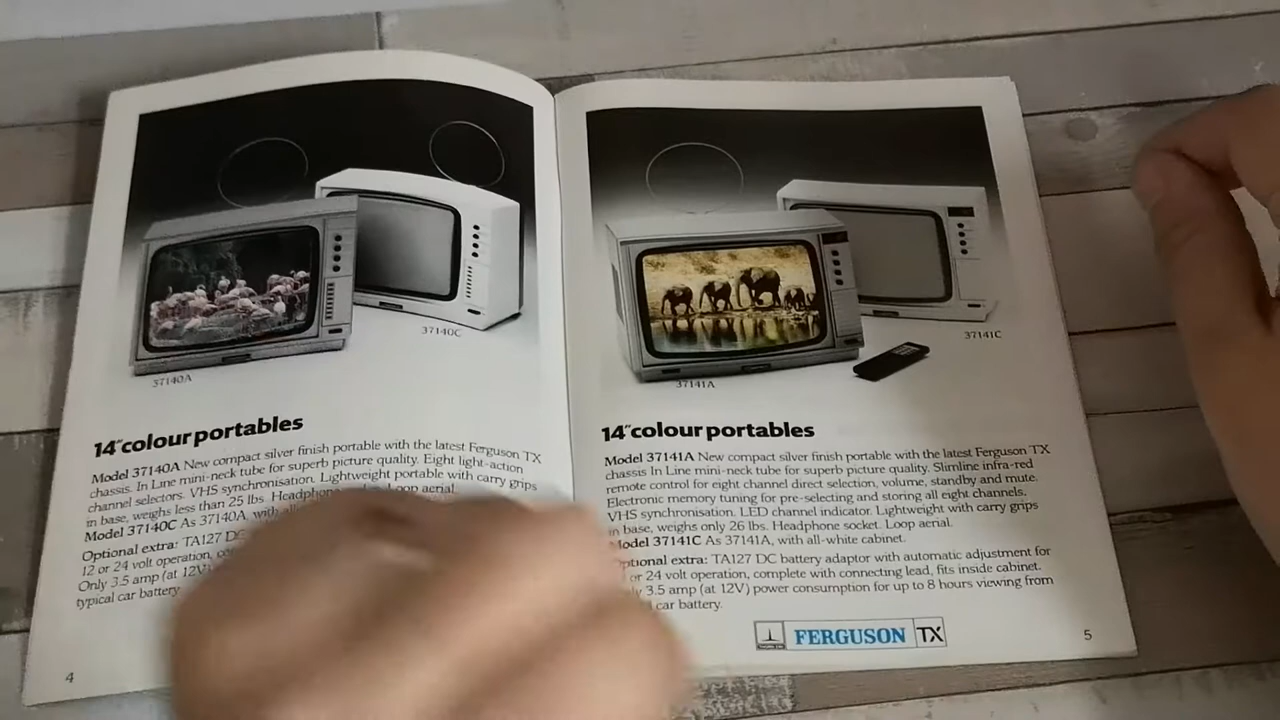 37140A
37140C
14″ colour portables
Model 37140A New compact silver finish portable with the latest Ferguson TX
chassis. In Line mini-neck tube for superb picture quality. Eight light-action
channel selectors. VHS synchronisation. Lightweight portable with carry grips
in base, weighs less than 25 lbs. Loop aerial.
Model 37140C As 37140A, with
Optional extra: TA127 DC
12 or 24 volt operation,
Only 3.5 amp (at 12V)
typical car battery
4
37141A
37141C
14″ colour portables
Model 37141A New compact silver finish portable with the latest Ferguson TX
chassis In Line mini-neck tube for superb picture quality. Slimline infra-red
remote control for eight channel direct selection, volume, standby and mute.
Electronic memory tuning for pre-selecting and storing all eight channels.
VHS synchronisation. LED channel indicator. Lightweight with carry grips
in base, weighs only 26 lbs. Headphone socket. Loop aerial.
Model 37141C As 37141A, with all-white cabinet.
Optional extra: TA127 DC battery adaptor with automatic adjustment for
or 24 volt operation, complete with connecting lead, fits inside cabinet.
3.5 amp (at 12V) power consumption for up to 8 hours viewing from
car battery.
FERGUSON TX
5